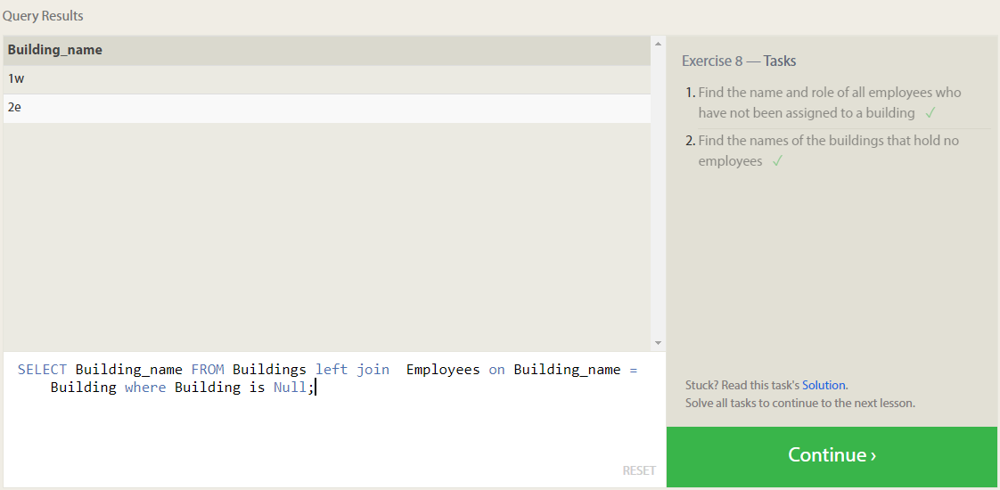 Query Results
Building_name
1w
2e
SELECT Building_name FROM Buildings left join  Employees on Building_name =
Building where Building is Null;
RESET
Exercise 8 — Tasks
1. Find the name and role of all employees who
have not been assigned to a building ✓
2. Find the names of the buildings that hold no
employees ✓
Stuck? Read this task's Solution.
Solve all tasks to continue to the next lesson.
Continue ›